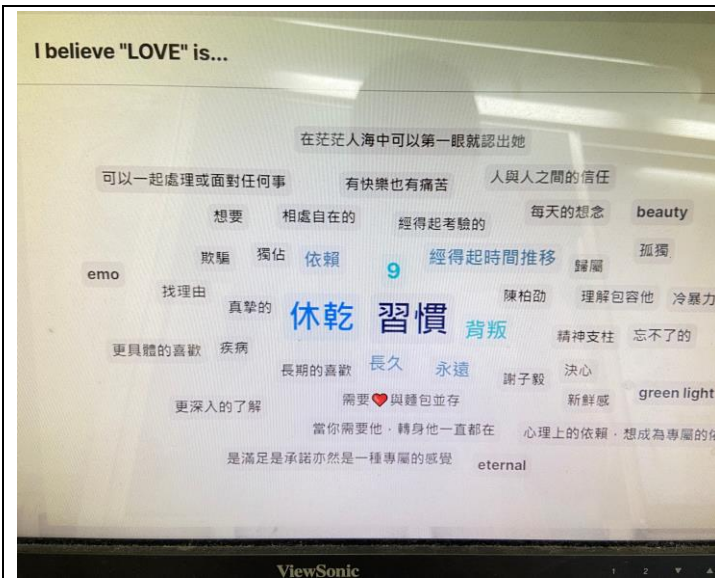 I believe "LOVE" is...
在茫茫人海中可以第一眼就認出她
可以一起處理或面對任何事
有快樂也有痛苦
人與人之間的信任
想要
相處自在的
經得起考驗的
每天的想念
beauty
欺騙
獨佔
依賴
9
經得起時間推移
歸屬
孤獨
emo
找理由
真摯的
休乾
習慣
背叛
陳柏劭
理解包容他
冷暴力
精神支柱
忘不了的
更具體的喜歡
疾病
長期的喜歡
長久
永遠
謝子毅
決心
更深入的了解
需要❤️與麵包並存
新鮮感
green light
當你需要他,轉身他一直都在
心理上的依賴,想成為專屬的依
是滿足是承諾亦然是一種專屬的感覺
eternal
ViewSonic
1 2 ▼ ▲